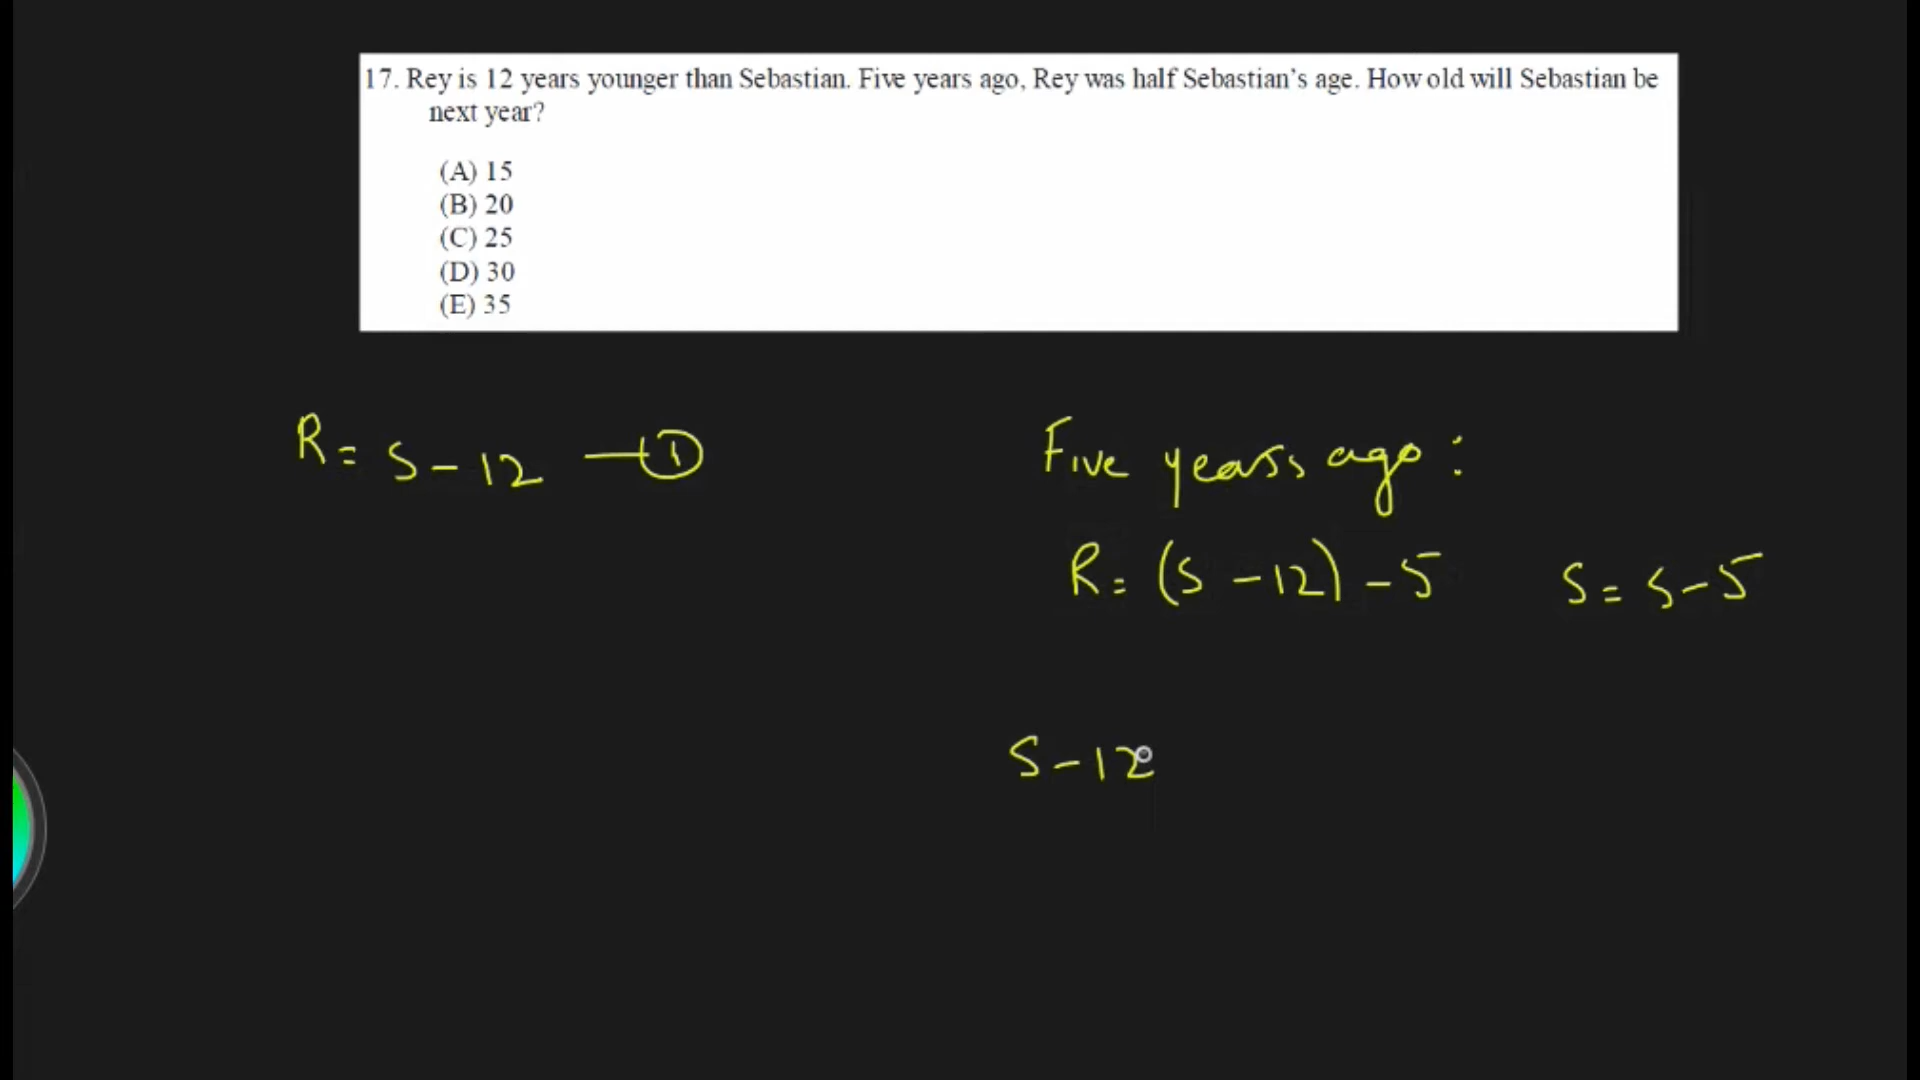 17. Rey is 12 years younger than Sebastian. Five years ago, Rey was half Sebastian's age. How old will Sebastian be
next year?
(A) 15
(B) 20
(C) 25
(D) 30
(E) 35
R = S - 12 — ①
Five years ago :
R = (S - 12) - 5 S = S - 5
S - 12